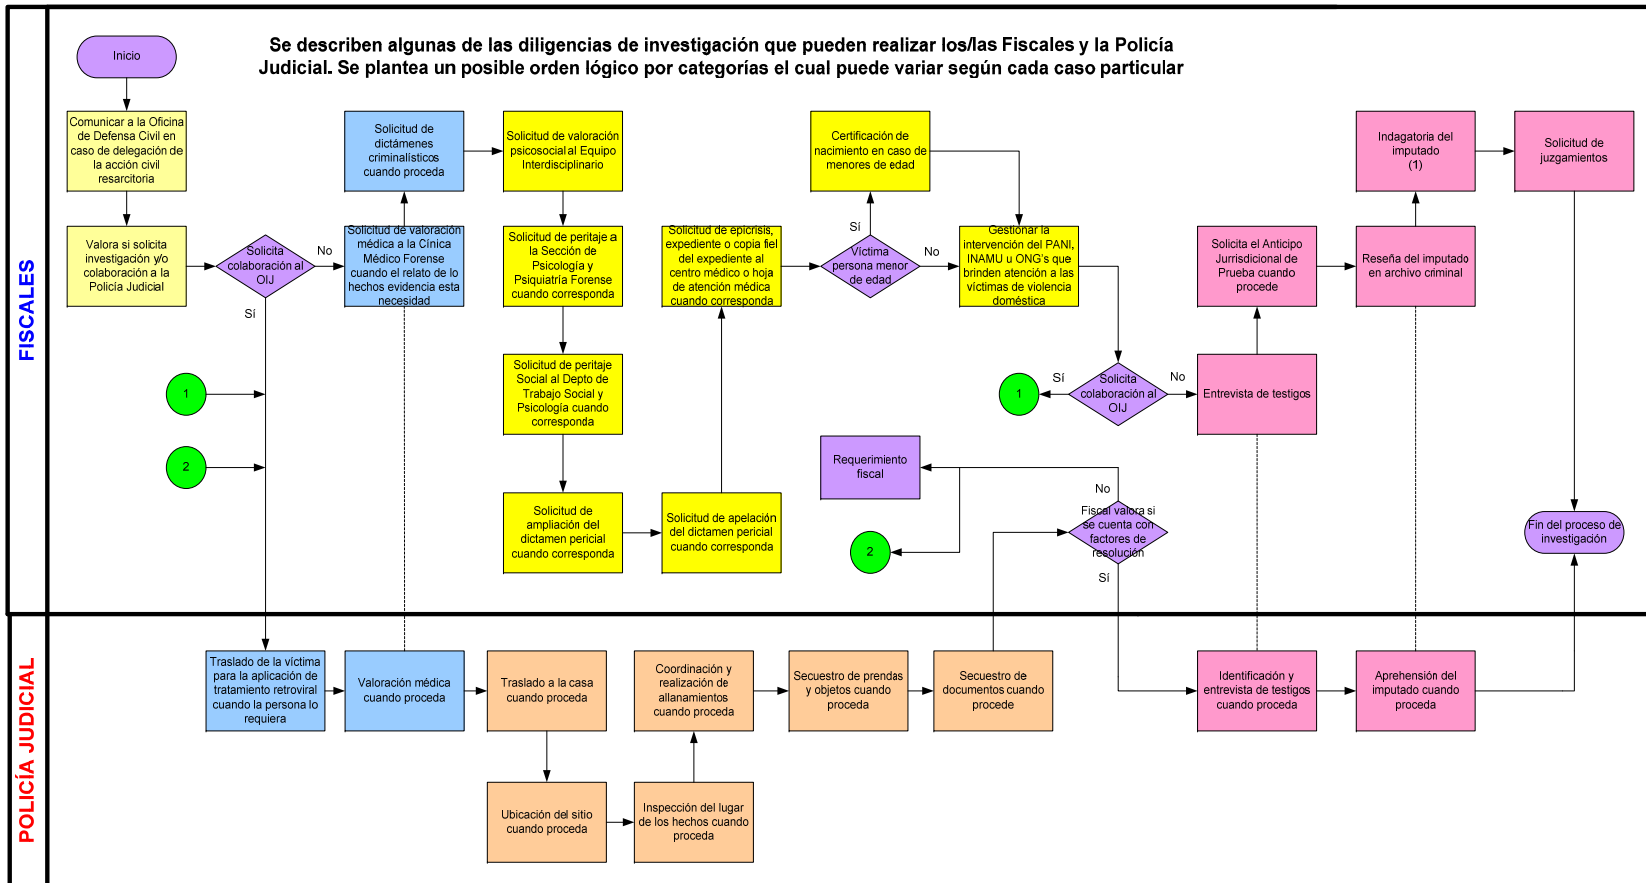 Se describen algunas de las diligencias de investigación que pueden realizar los/las Fiscales y la Policía
Judicial. Se plantea un posible orden lógico por categorías el cual puede variar según cada caso particular
FISCALES
Inicio
Comunicar a la Oficina
de Defensa Civil en
caso de delegación de
la acción civil
resarcitoria
Valora si solicita
investigación y/o
colaboración a la
Policía Judicial
Solicita
colaboración al
OIJ
No
Sí
1
2
Solicitud de
dictámenes
criminalísticos
cuando proceda
Solicitud de valoración
médica a la Cínica
Médico Forense
cuando el relato de lo
hechos evidencia esta
necesidad
Solicitud de valoración
psicosocial al Equipo
Interdisciplinario
Solicitud de peritaje a
la Sección de
Psicología y
Psiquiatría Forense
cuando corresponda
Solicitud de peritaje
Social al Depto de
Trabajo Social y
Psicología cuando
corresponda
Solicitud de
ampliación del
dictamen pericial
cuando corresponda
Solicitud de apelación
del dictamen pericial
cuando corresponda
Solicitud de epicrisis,
expediente o copia fiel
del expediente al
centro médico o hoja
de atención médica
cuando corresponda
Certificación de
nacimiento en caso de
menores de edad
Sí
Víctima
persona menor
de edad
No
Gestionar la
intervención del PANI,
INAMU u ONG's que
brinden atención a las
víctimas de violencia
doméstica
Solicita
colaboración al
OIJ
Sí
1
No
Entrevista de testigos
Solicita el Anticipo
Jurrisdicional de
Prueba cuando
procede
Reseña del imputado
en archivo criminal
Indagatoria del
imputado
(1)
Solicitud de
juzgamientos
Requerimiento
fiscal
2
No
Fiscal valora si
se cuenta con
factores de
resolución
Sí
Fin del proceso de
investigación
POLICÍA JUDICIAL
Traslado de la víctima
para la aplicación de
tratamiento retroviral
cuando la persona lo
requiera
Valoración médica
cuando proceda
Traslado a la casa
cuando proceda
Ubicación del sitio
cuando proceda
Inspección del lugar
de los hechos cuando
proceda
Coordinación y
realización de
allanamientos
cuando proceda
Secuestro de prendas
y objetos cuando
proceda
Secuestro de
documentos cuando
procede
Identificación y
entrevista de testigos
cuando proceda
Aprehensión del
imputado cuando
proceda